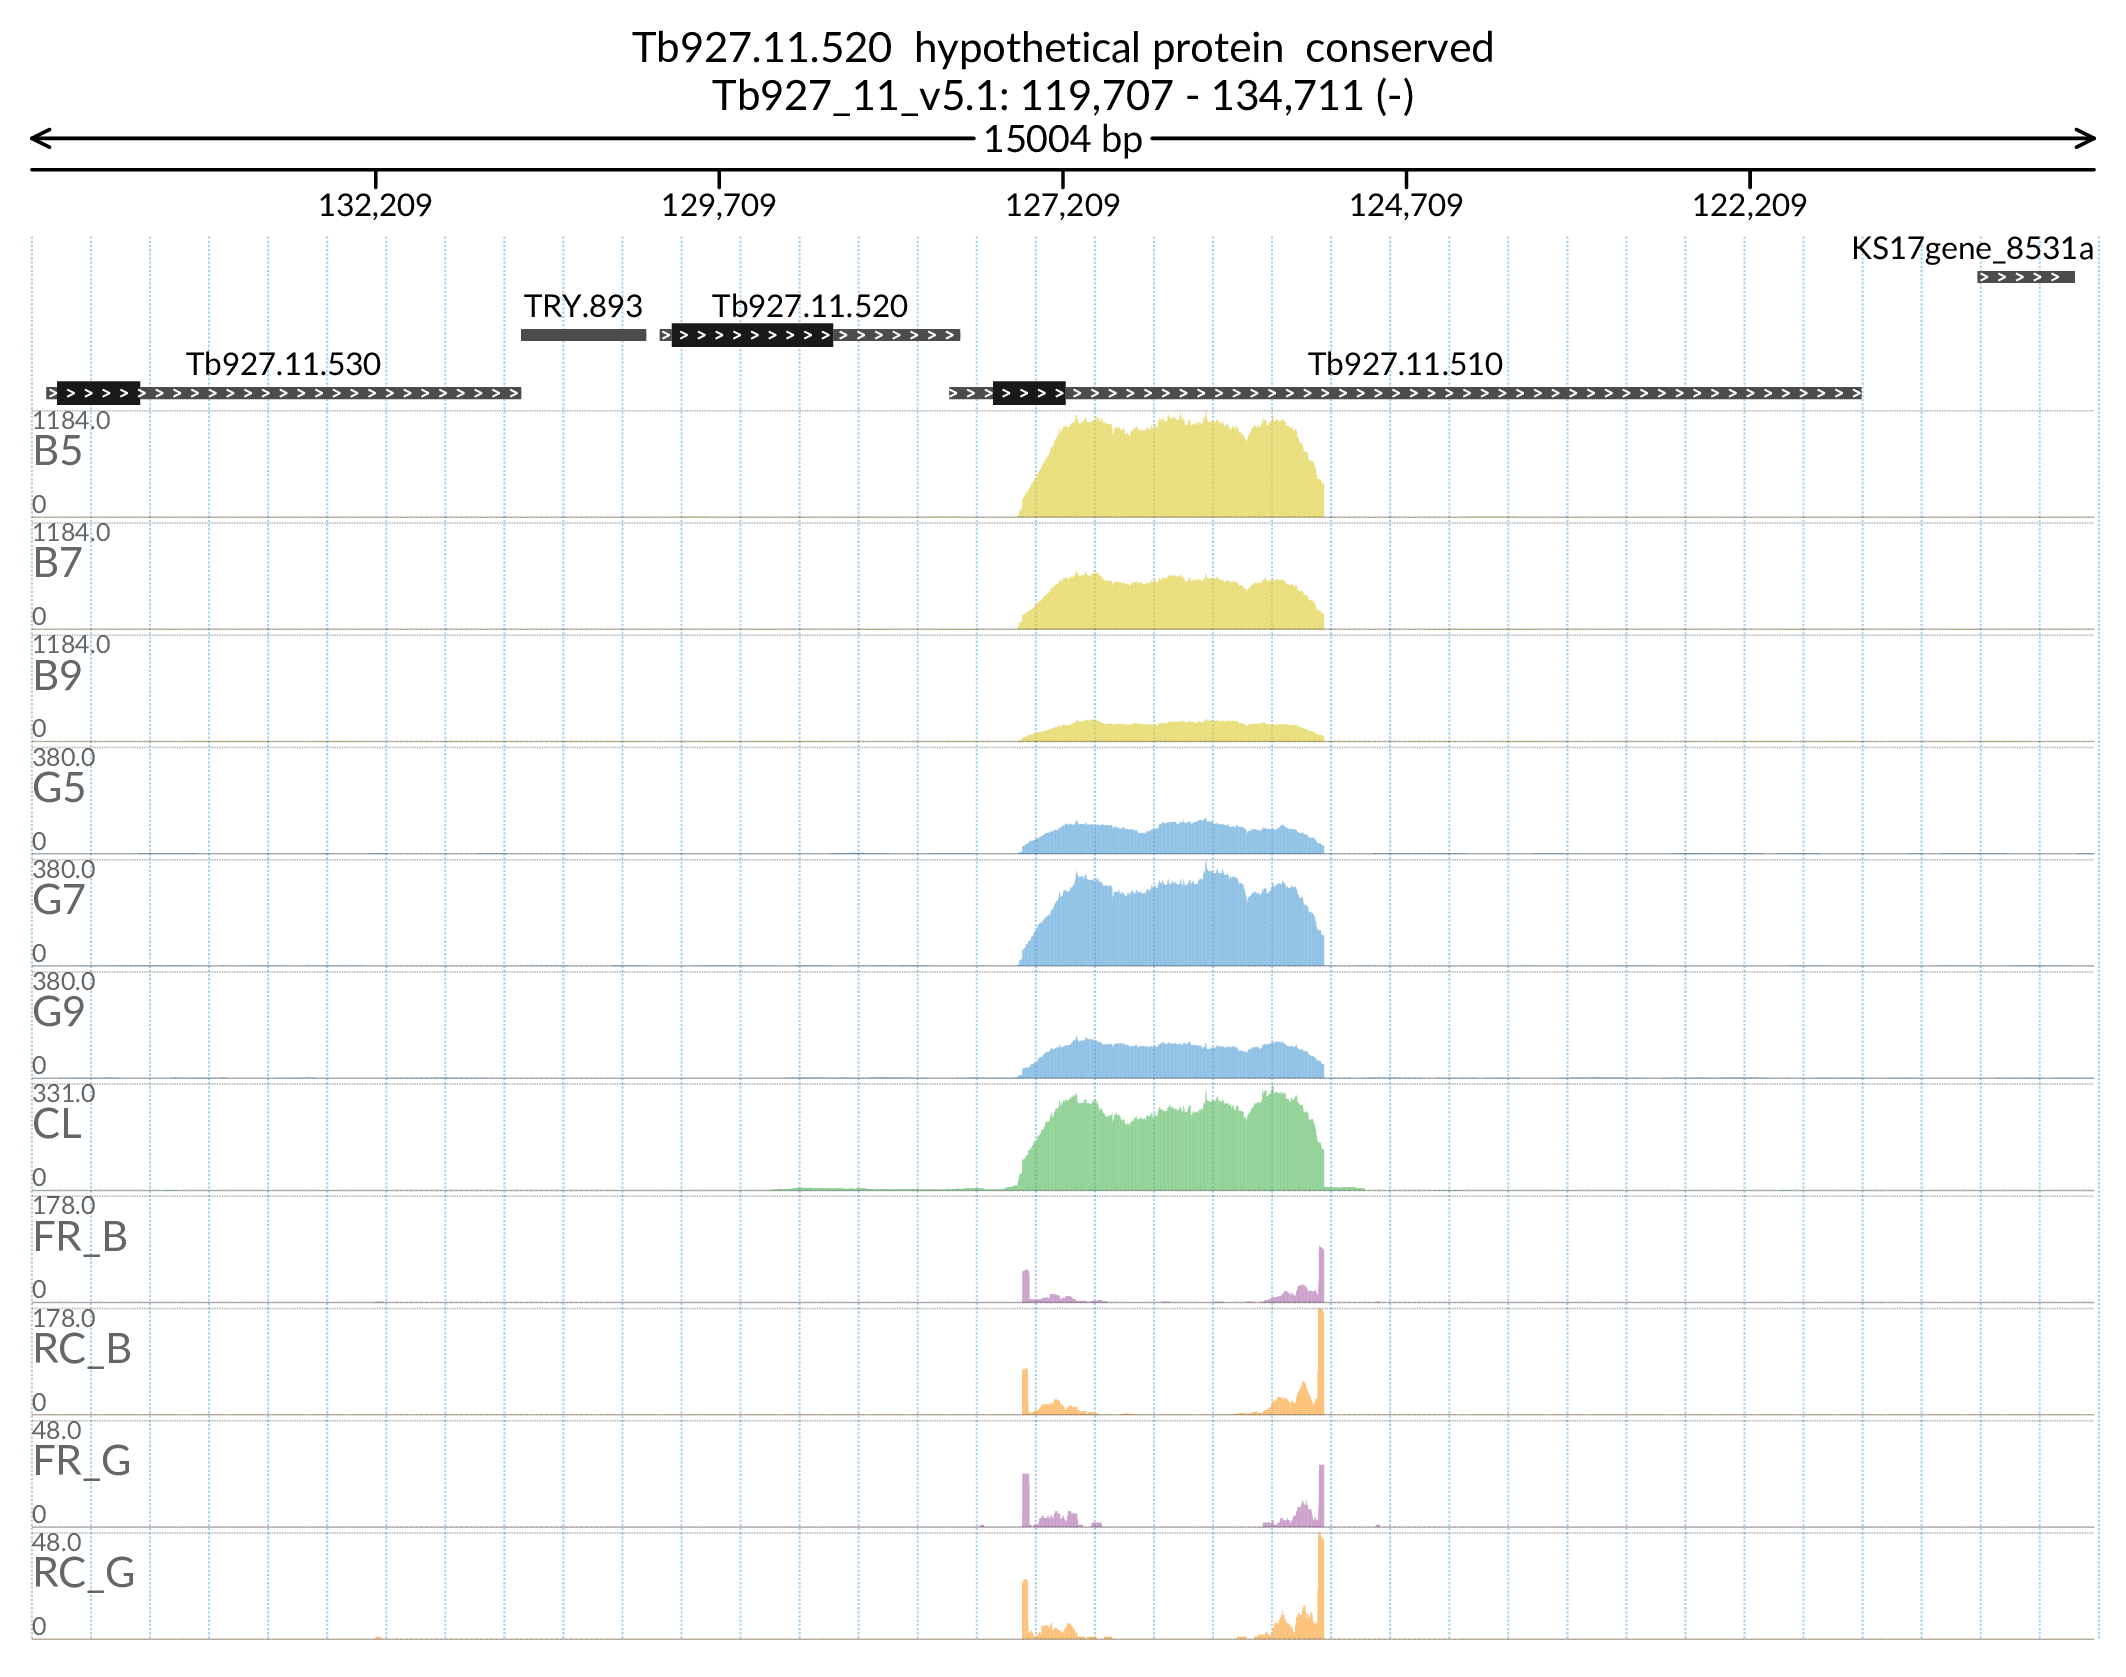 Tb927.11.520 hypothetical protein conserved
Tb927_11_v5.1: 119,707 - 134,711 (-)
15004 bp
132,209 129,709 127,209 124,709 122,209
KS17gene_8531a
TRY.893 Tb927.11.520
Tb927.11.530 Tb927.11.510
1184.0
B5
0
1184.0
B7
0
1184.0
B9
0
380.0
G5
0
380.0
G7
0
380.0
G9
0
331.0
CL
0
178.0
FR_B
0
178.0
RC_B
0
48.0
FR_G
0
48.0
RC_G
0